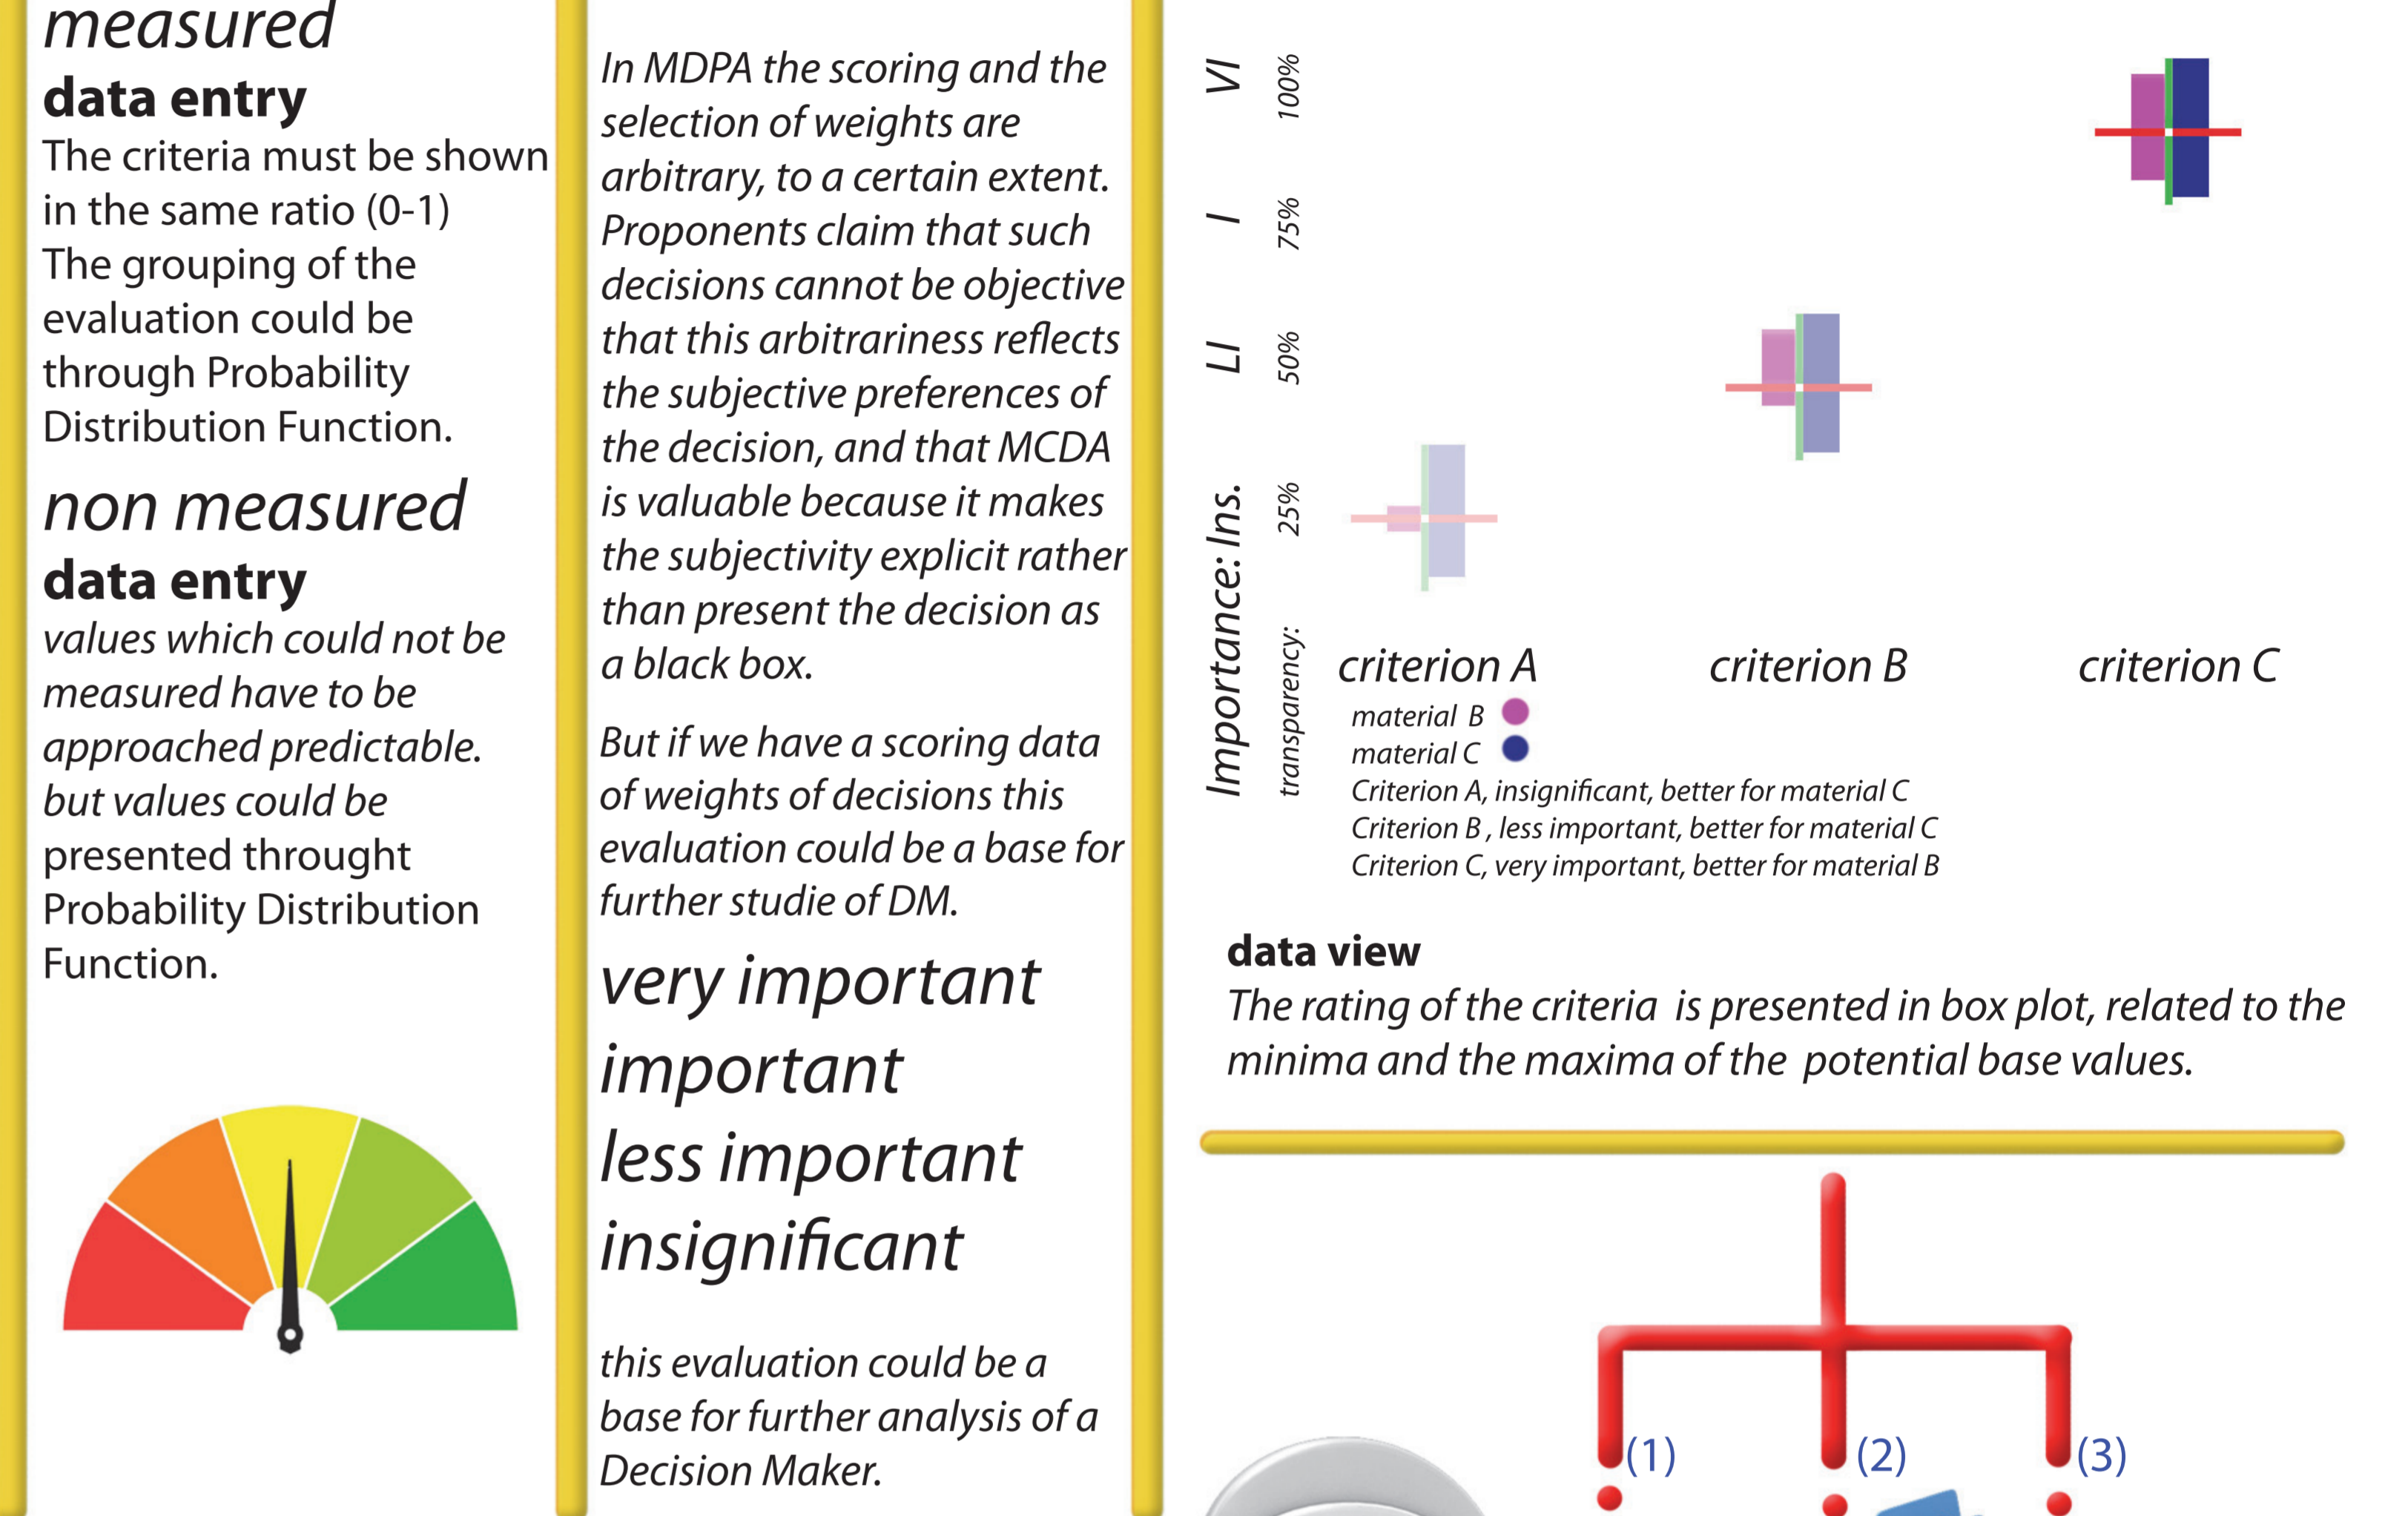 measured
data entry
The criteria must be shown
in the same ratio (0-1)
The grouping of the
evaluation could be
through Probability
Distribution Function.
non measured
data entry
values which could not be
measured have to be
approached predictable.
but values could be
presented throught
Probability Distribution
Function.
In MDPA the scoring and the
selection of weights are
arbitrary, to a certain extent.
Proponents claim that such
decisions cannot be objective
that this arbitrariness reflects
the subjective preferences of
the decision, and that MCDA
is valuable because it makes
the subjectivity explicit rather
than present the decision as
a black box.
But if we have a scoring data
of weights of decisions this
evaluation could be a base for
further studie of DM.
very important
important
less important
insignificant
this evaluation could be a
base for further analysis of a
Decision Maker.
Importance: Ins. LI I VI
transparency: 25% 50% 75% 100%
criterion A criterion B criterion C
material B
material C
Criterion A, insignificant, better for material C
Criterion B , less important, better for material C
Criterion C, very important, better for material B
data view
The rating of the criteria is presented in box plot, related to the
minima and the maxima of the potential base values.
(1) (2) (3)